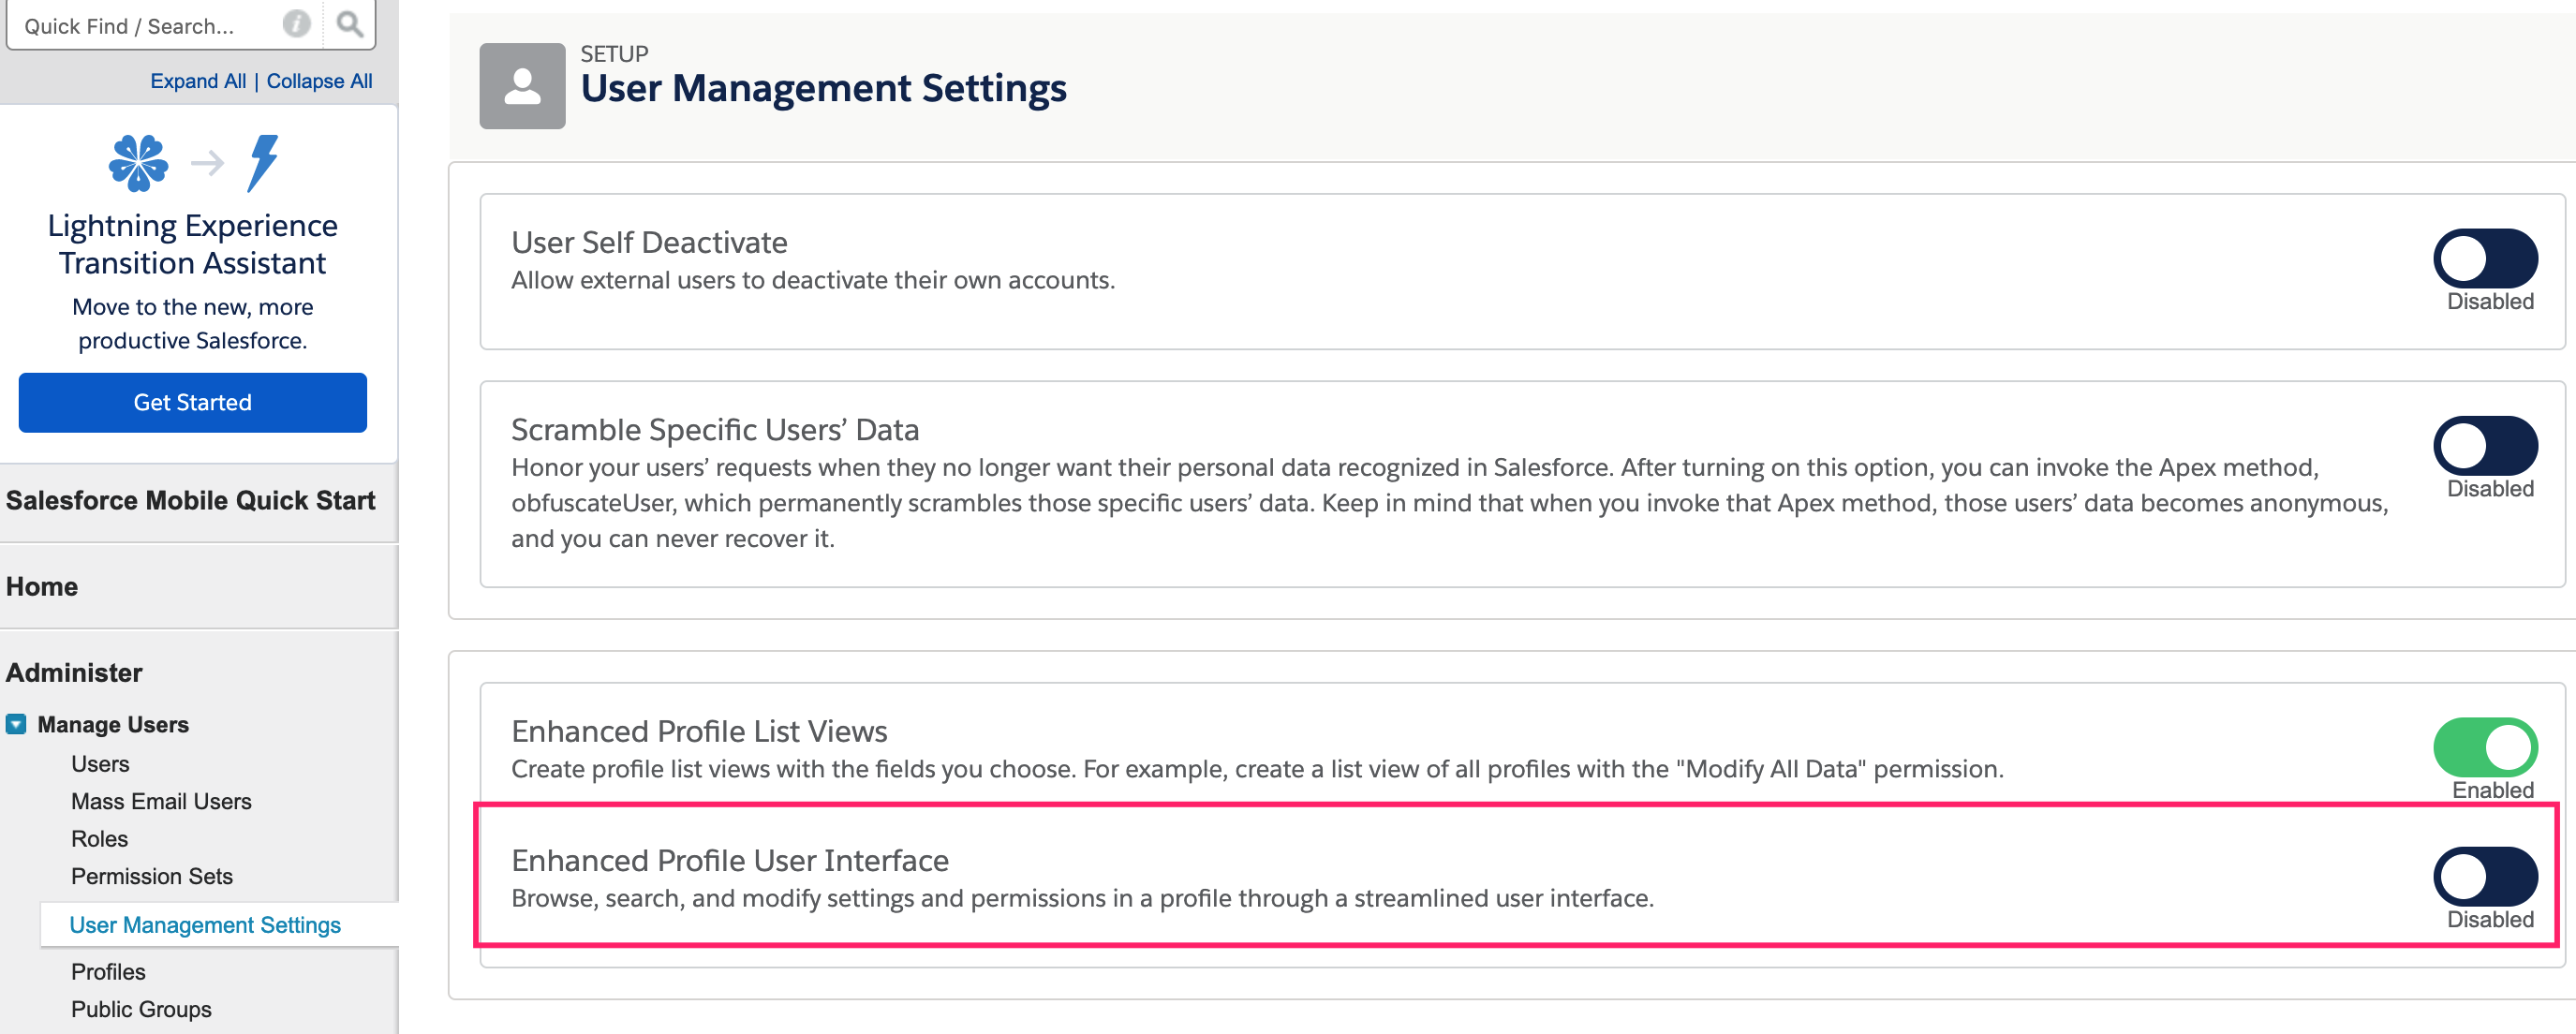 Quick Find / Search...
Expand All | Collapse All
Lightning Experience
Transition Assistant
Move to the new, more
productive Salesforce.
Get Started
Salesforce Mobile Quick Start
Home
Administer
Manage Users
Users
Mass Email Users
Roles
Permission Sets
User Management Settings
Profiles
Public Groups
SETUP
User Management Settings
User Self Deactivate
Allow external users to deactivate their own accounts.
Disabled
Scramble Specific Users’ Data
Honor your users’ requests when they no longer want their personal data recognized in Salesforce. After turning on this option, you can invoke the Apex method,
obfuscateUser, which permanently scrambles those specific users’ data. Keep in mind that when you invoke that Apex method, those users’ data becomes anonymous,
and you can never recover it.
Disabled
Enhanced Profile List Views
Create profile list views with the fields you choose. For example, create a list view of all profiles with the "Modify All Data" permission.
Enabled
Enhanced Profile User Interface
Browse, search, and modify settings and permissions in a profile through a streamlined user interface.
Disabled